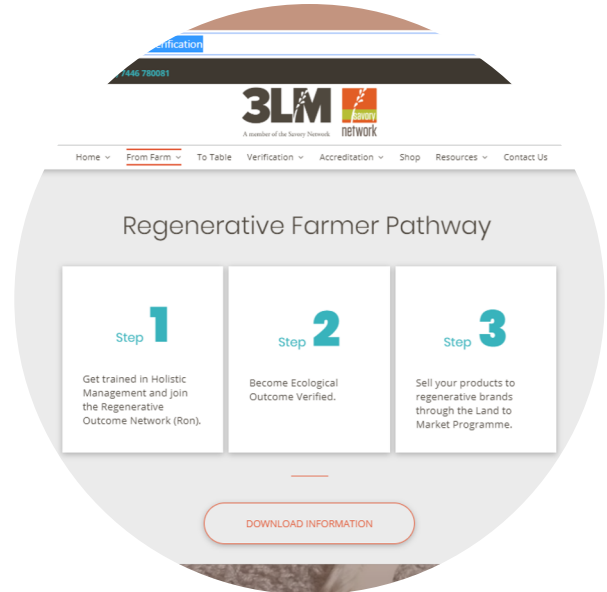 7446 780081
3LM
A member of the Savory Network
savory
network
Home From Farm To Table Verification Accreditation Shop Resources Contact Us
Regenerative Farmer Pathway
Step 1
Get trained in Holistic
Management and join
the Regenerative
Outcome Network (Ron).
Step 2
Become Ecological
Outcome Verified.
Step 3
Sell your products to
regenerative brands
through the Land to
Market Programme.
DOWNLOAD INFORMATION